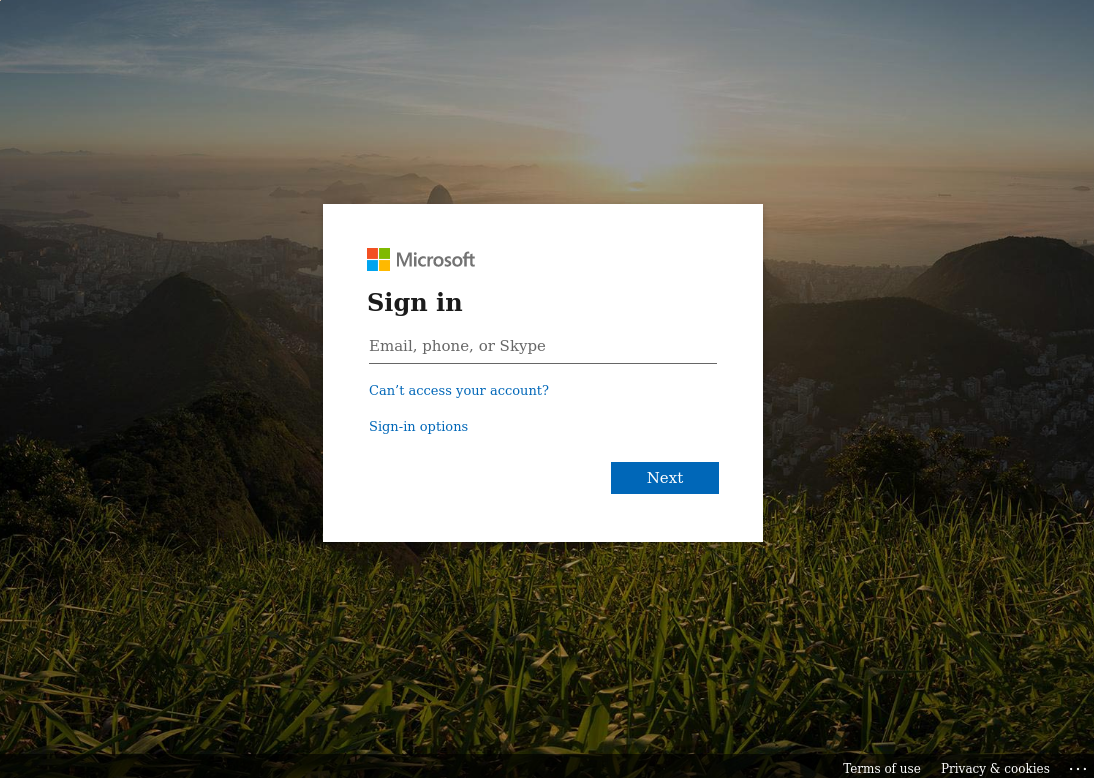 Microsoft
Sign in
Email, phone, or Skype
Can’t access your account?
Sign-in options
Next
Terms of use Privacy & cookies ...